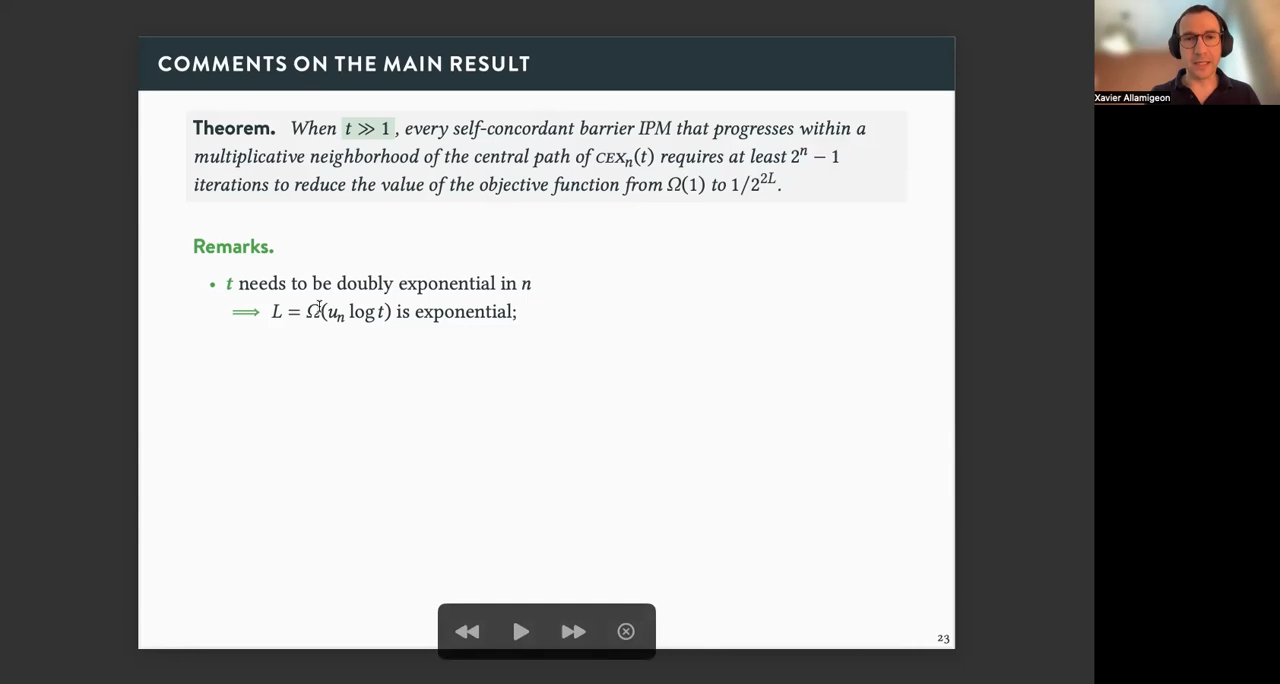 COMMENTS ON THE MAIN RESULT
Theorem. When t ≫ 1, every self-concordant barrier IPM that progresses within a
multiplicative neighborhood of the central path of CEXₙ(t) requires at least 2ⁿ − 1
iterations to reduce the value of the objective function from Ω(1) to 1/2^{2L}.
Remarks.
• t needs to be doubly exponential in n
⟹ L = Ω(uₙ log t) is exponential;
23
Xavier Allamigeon